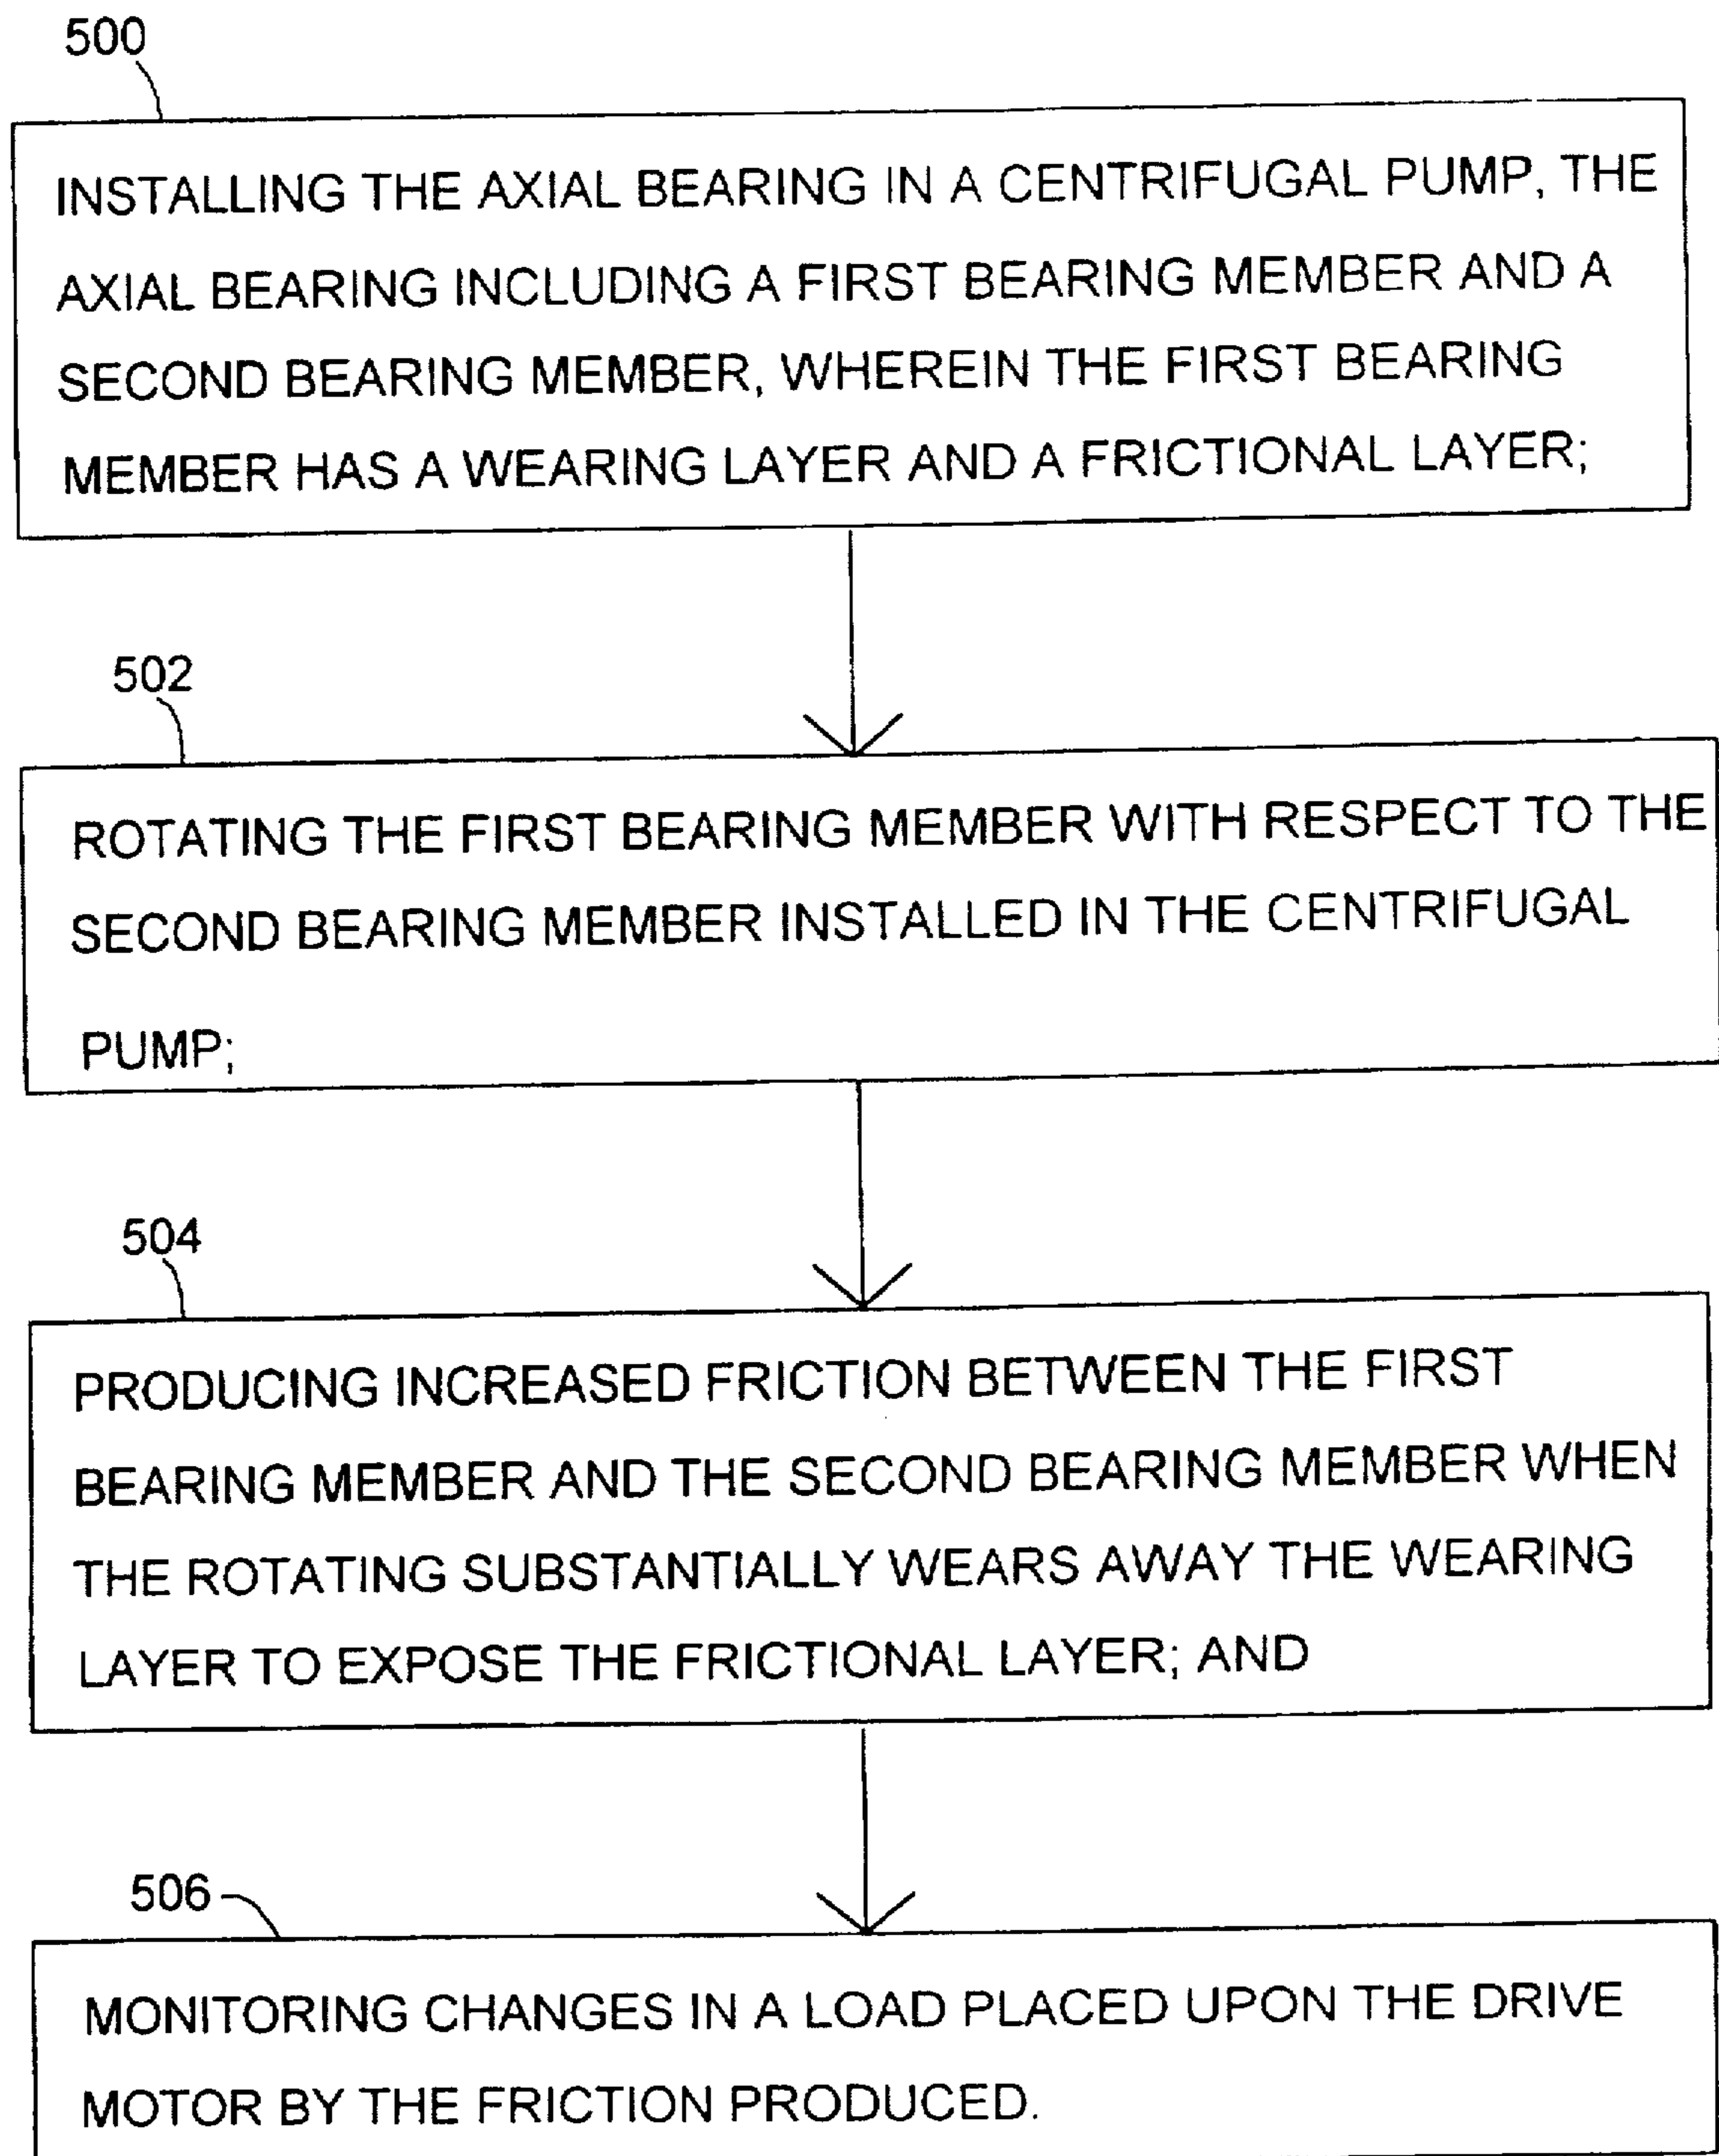 500
INSTALLING THE AXIAL BEARING IN A CENTRIFUGAL PUMP, THE
AXIAL BEARING INCLUDING A FIRST BEARING MEMBER AND A
SECOND BEARING MEMBER, WHEREIN THE FIRST BEARING
MEMBER HAS A WEARING LAYER AND A FRICTIONAL LAYER;
502
ROTATING THE FIRST BEARING MEMBER WITH RESPECT TO THE
SECOND BEARING MEMBER INSTALLED IN THE CENTRIFUGAL
PUMP;
504
PRODUCING INCREASED FRICTION BETWEEN THE FIRST
BEARING MEMBER AND THE SECOND BEARING MEMBER WHEN
THE ROTATING SUBSTANTIALLY WEARS AWAY THE WEARING
LAYER TO EXPOSE THE FRICTIONAL LAYER; AND
506
MONITORING CHANGES IN A LOAD PLACED UPON THE DRIVE
MOTOR BY THE FRICTION PRODUCED.